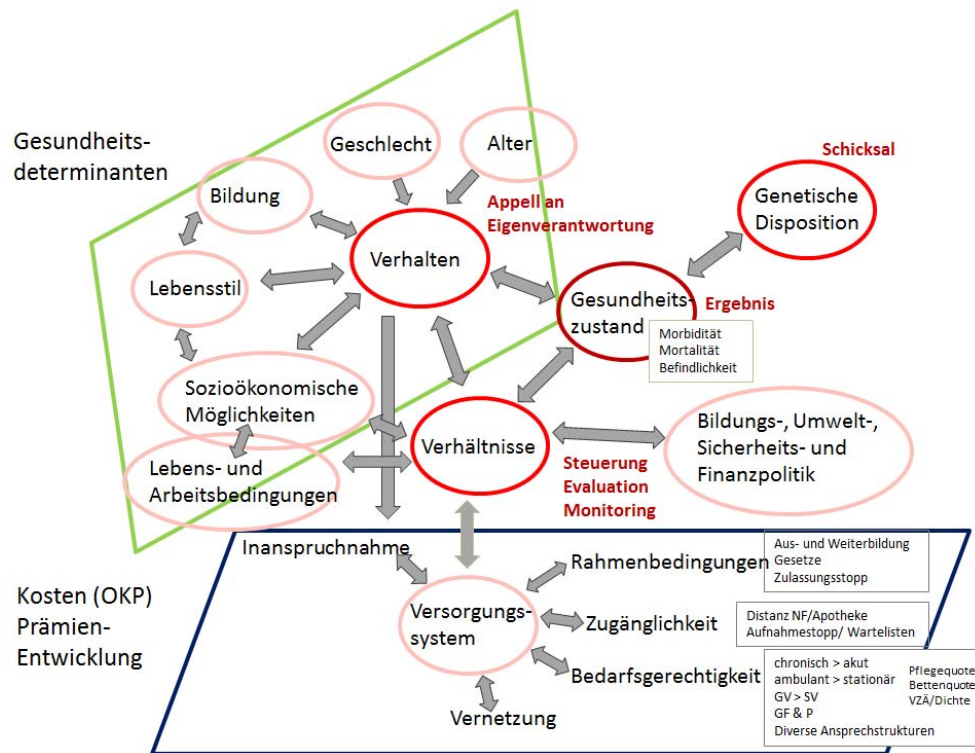 Gesundheits-
determinanten
Geschlecht
Alter
Bildung
Schicksal
Genetische
Disposition
Appell an
Eigenverantwortung
Verhalten
Lebensstil
Gesundheits-
zustand
Ergebnis
Morbidität
Mortalität
Befindlichkeit
Sozioökonomische
Möglichkeiten
Verhältnisse
Bildungs-, Umwelt-,
Sicherheits- und
Finanzpolitik
Lebens- und
Arbeitsbedingungen
Steuerung
Evaluation
Monitoring
Kosten (OKP)
Prämien-
Entwicklung
Inanspruchnahme
Versorgungs-
system
Vernetzung
Rahmenbedingungen
Aus- und Weiterbildung
Gesetze
Zulassungsstopp
Zugänglichkeit
Distanz NF/Apotheke
Aufnahmestopp/ Wartelisten
Bedarfsgerechtigkeit
chronisch > akut
ambulant > stationär
GV > SV
GF & P
Diverse Ansprechstrukturen
Pflegequote
Bettenquote
VZÄ/Dichte